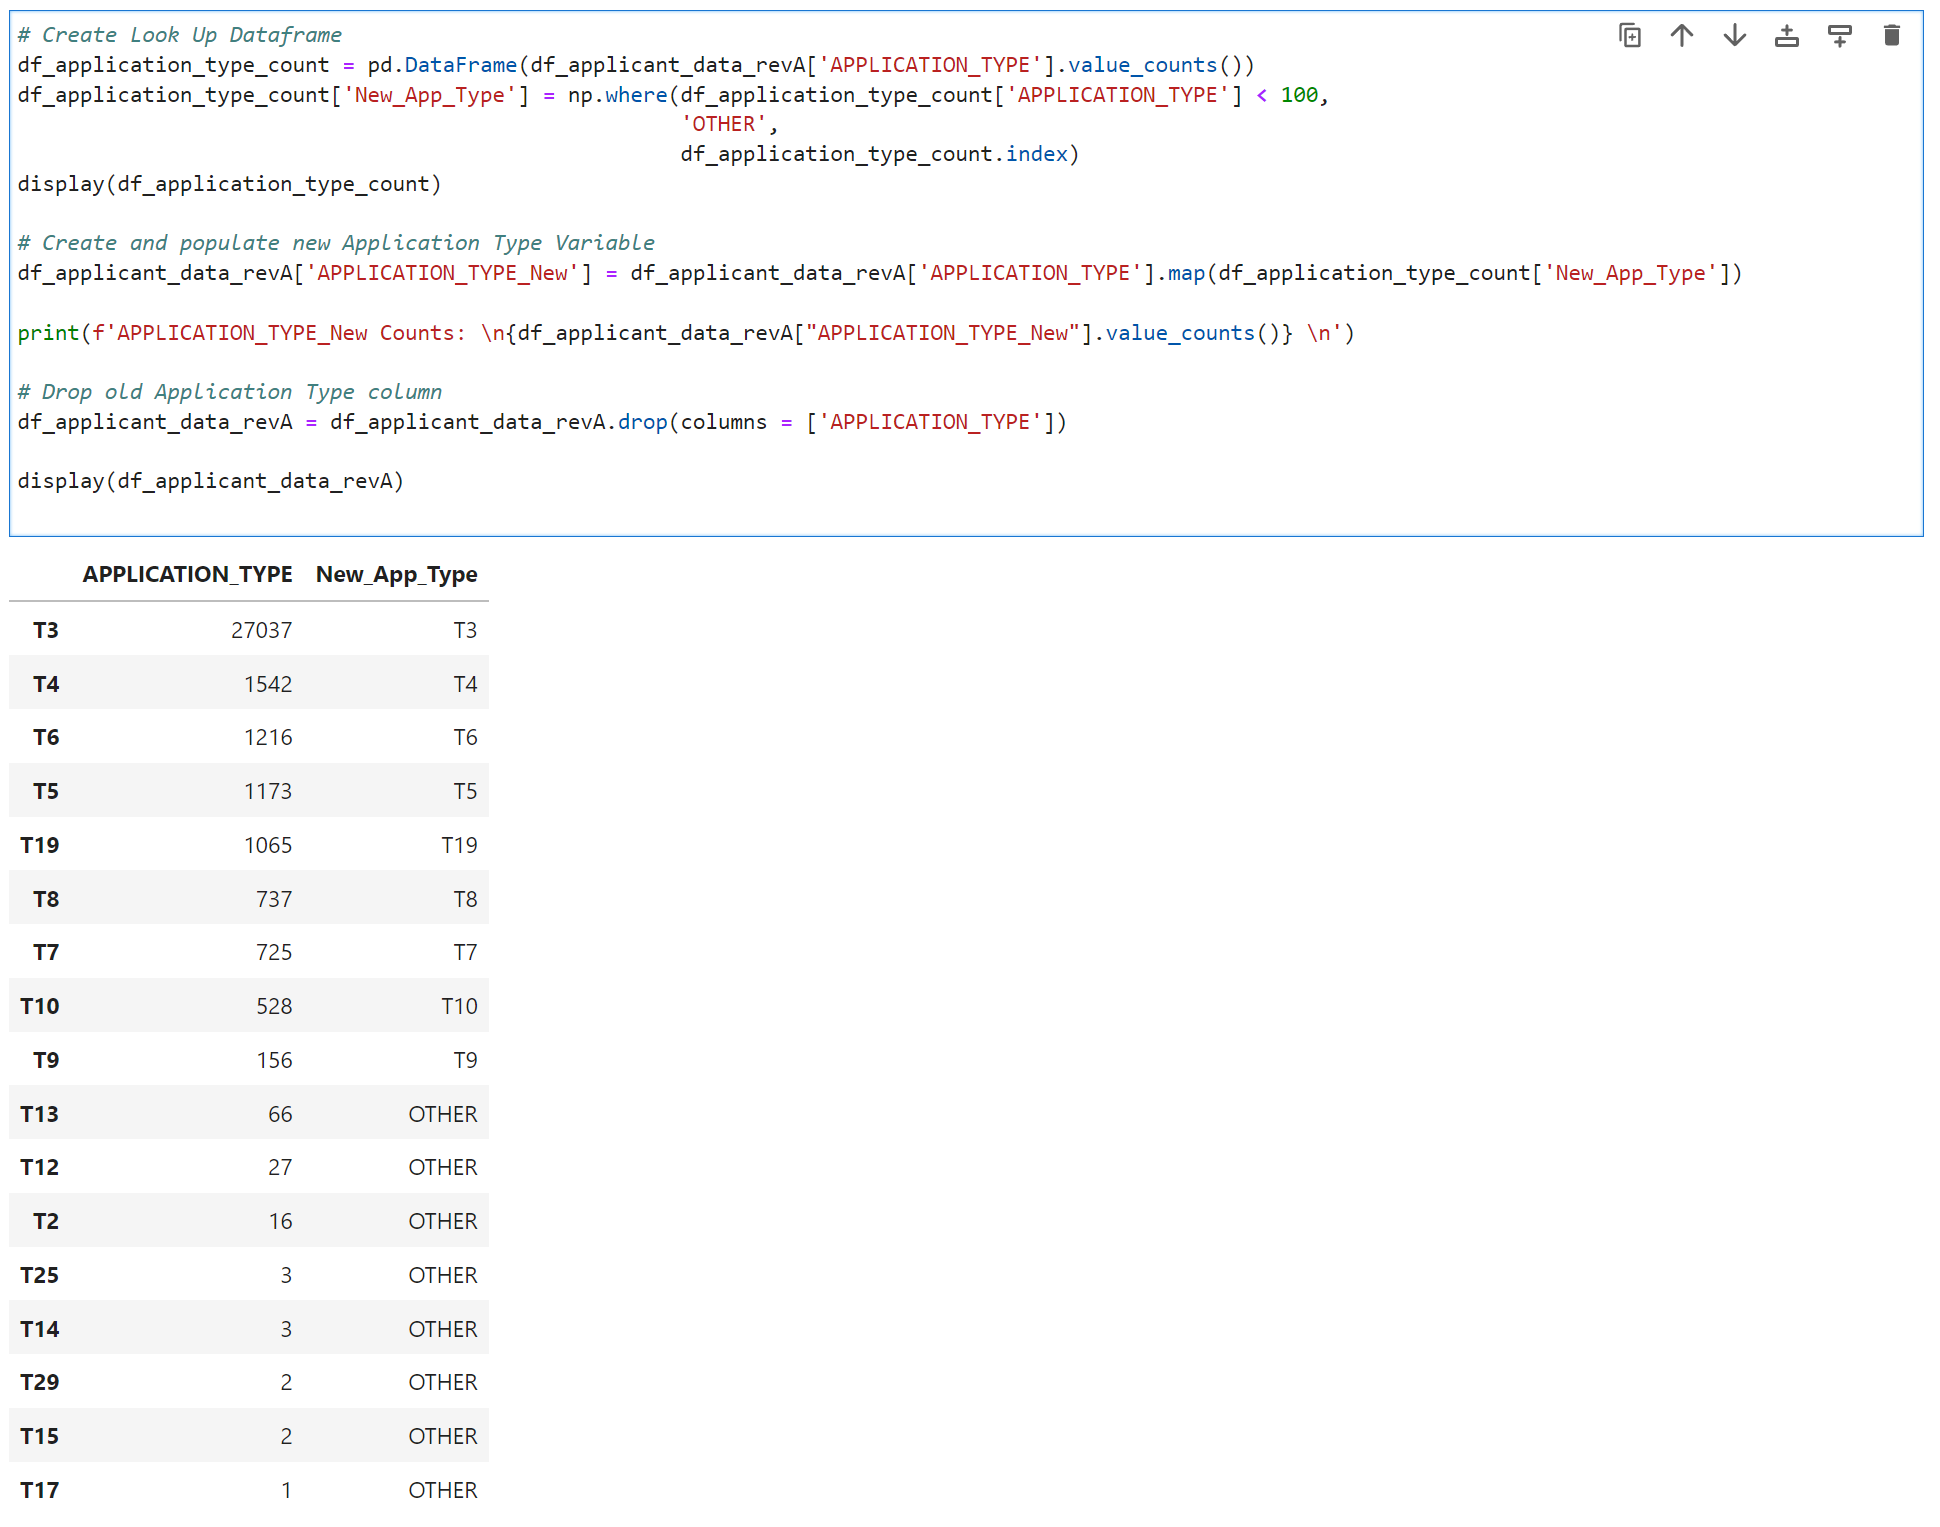 # Create Look Up Dataframe
df_application_type_count = pd.DataFrame(df_applicant_data_revA['APPLICATION_TYPE'].value_counts())
df_application_type_count['New_App_Type'] = np.where(df_application_type_count['APPLICATION_TYPE'] < 100,
'OTHER',
df_application_type_count.index)
display(df_application_type_count)
# Create and populate new Application Type Variable
df_applicant_data_revA['APPLICATION_TYPE_New'] = df_applicant_data_revA['APPLICATION_TYPE'].map(df_application_type_count['New_App_Type'])
print(f'APPLICATION_TYPE_New Counts: \n{df_applicant_data_revA["APPLICATION_TYPE_New"].value_counts()} \n')
# Drop old Application Type column
df_applicant_data_revA = df_applicant_data_revA.drop(columns = ['APPLICATION_TYPE'])
display(df_applicant_data_revA)
APPLICATION_TYPE New_App_Type
T3 27037 T3
T4 1542 T4
T6 1216 T6
T5 1173 T5
T19 1065 T19
T8 737 T8
T7 725 T7
T10 528 T10
T9 156 T9
T13 66 OTHER
T12 27 OTHER
T2 16 OTHER
T25 3 OTHER
T14 3 OTHER
T29 2 OTHER
T15 2 OTHER
T17 1 OTHER